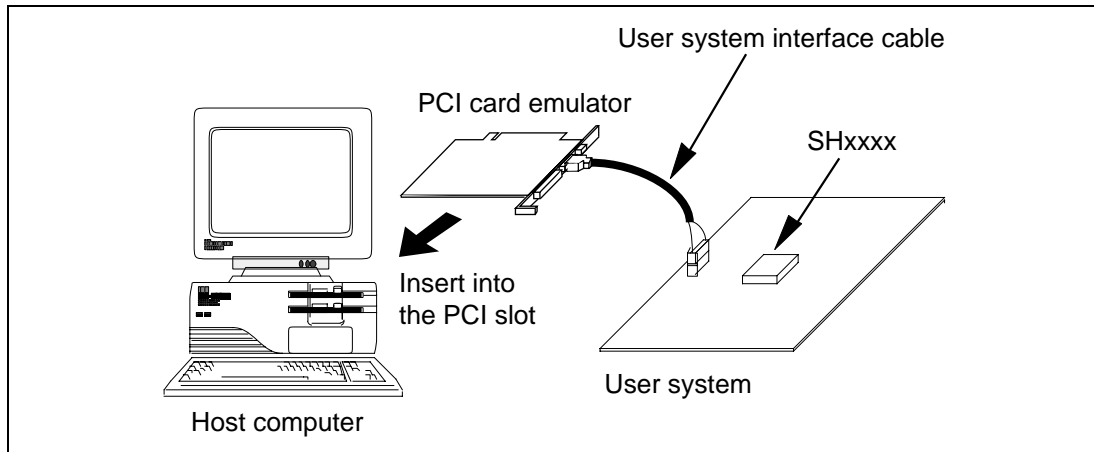 User system interface cable
PCI card emulator
SHxxxx
Insert into
the PCI slot
User system
Host computer